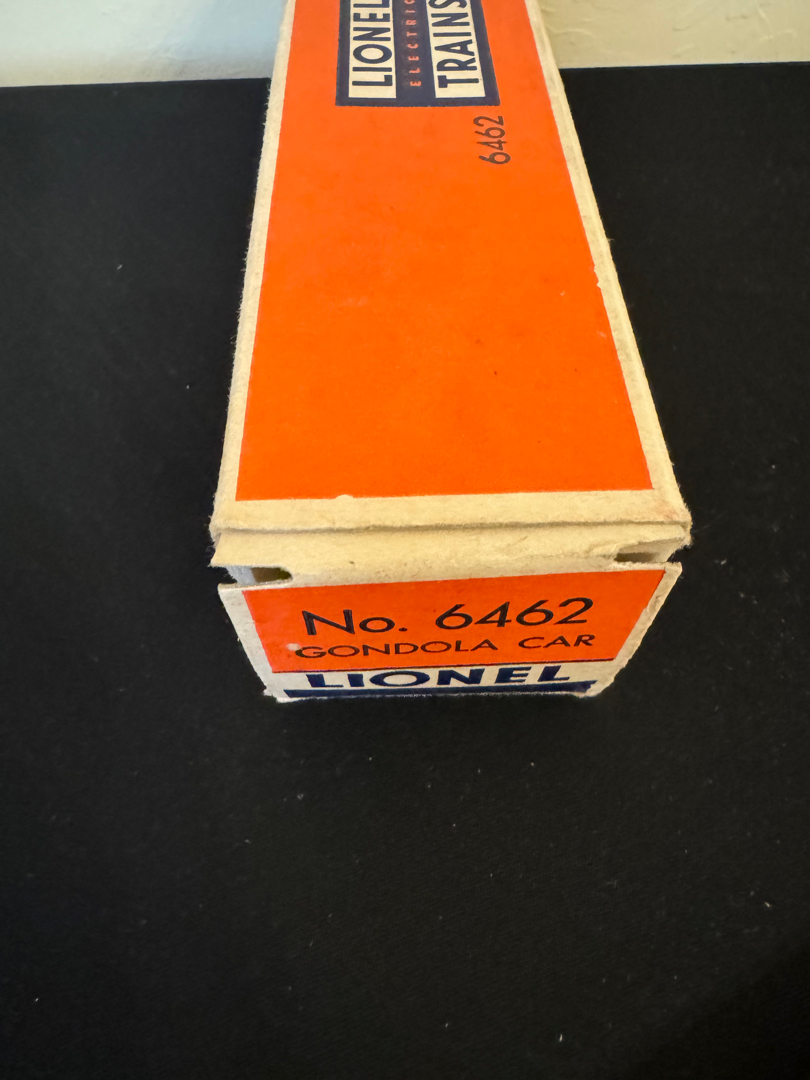 LIONEL
ELECTRIC
TRAINS
6462
No. 6462
GONDOLA CAR
LIONEL